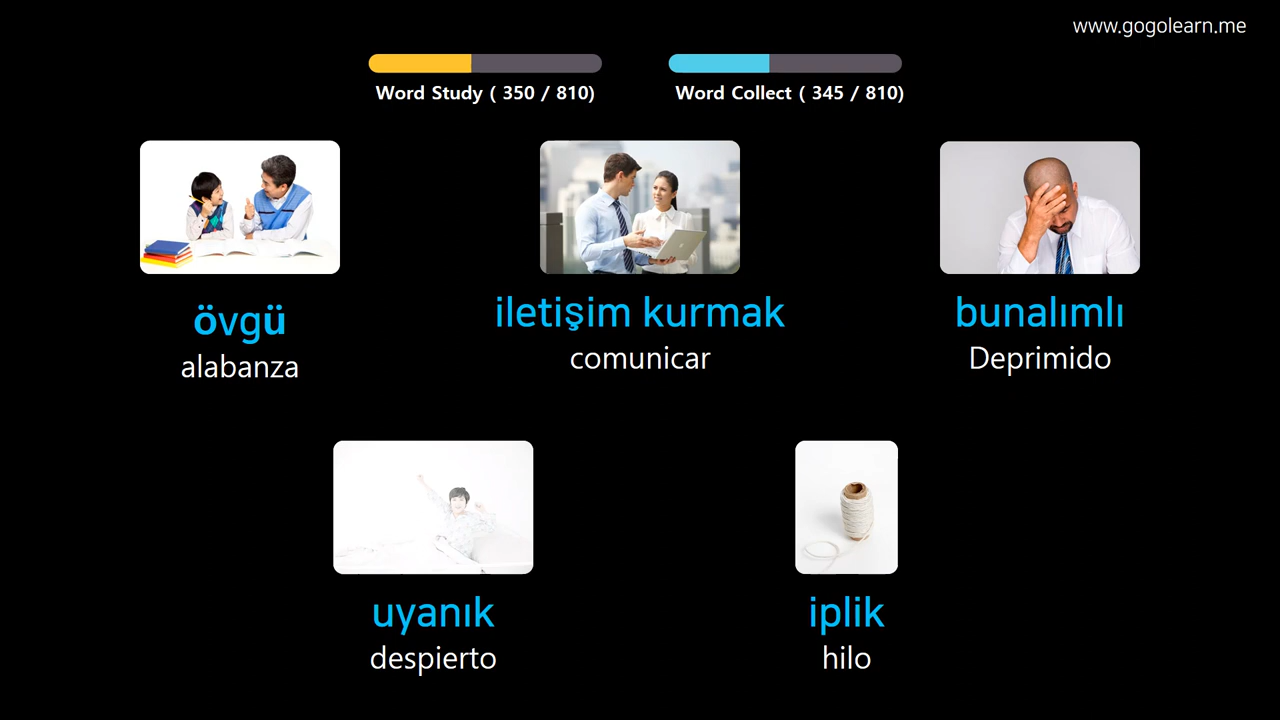 www.gogolearn.me
Word Study ( 350 / 810)
Word Collect ( 345 / 810)
övgü
alabanza
iletişim kurmak
comunicar
bunalımlı
Deprimido
uyanık
despierto
iplik
hilo